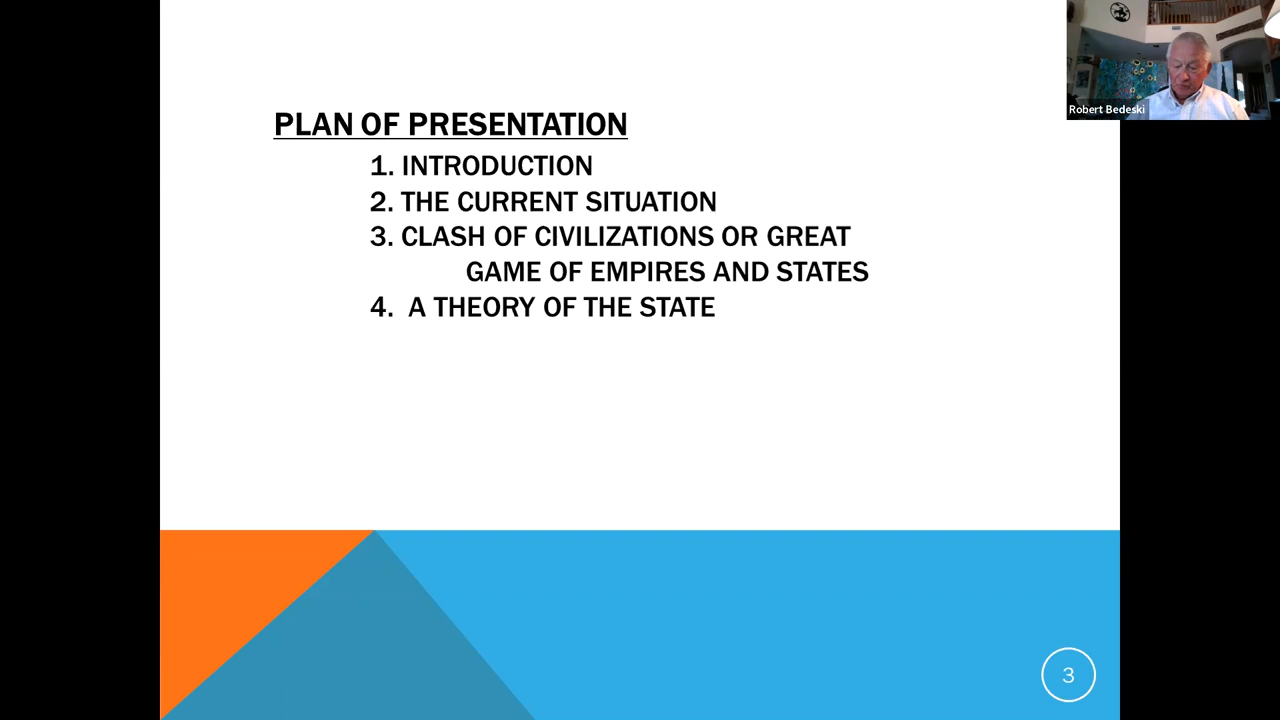 PLAN OF PRESENTATION
1. INTRODUCTION
2. THE CURRENT SITUATION
3. CLASH OF CIVILIZATIONS OR GREAT
GAME OF EMPIRES AND STATES
4. A THEORY OF THE STATE
3
Robert Bedeski